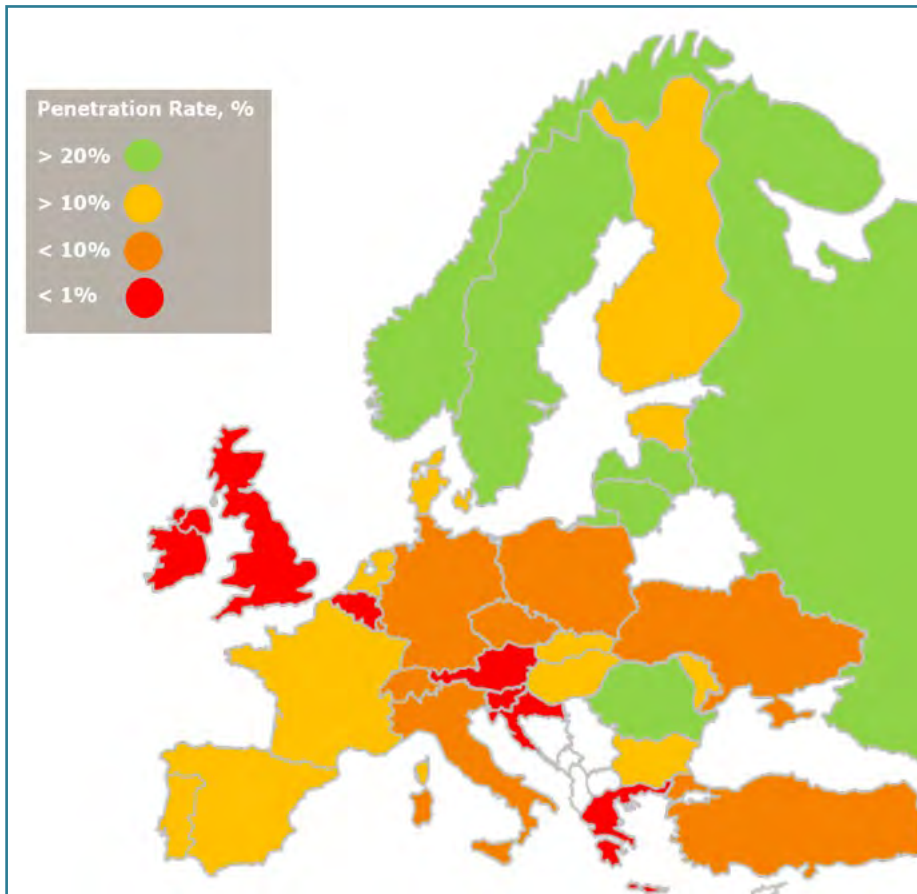 Penetration Rate, %
> 20%
> 10%
< 10%
< 1%